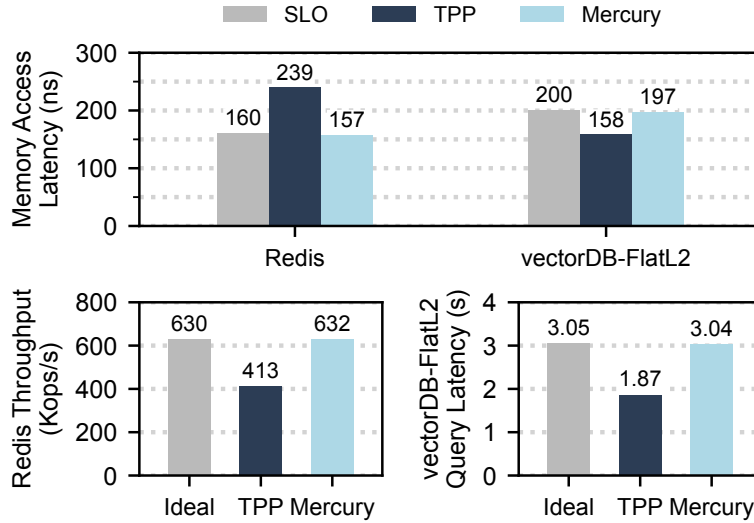 SLO TPP Mercury
Memory Access
Latency (ns)
300
200
100
0
160 239 157 200 158 197
Redis vectorDB-FlatL2
Redis Throughput
(Kops/s)
800
600
400
200
0
630 413 632
Ideal TPP Mercury
vectorDB-FlatL2
Query Latency (s)
4
3
2
1
0
3.05 1.87 3.04
Ideal TPP Mercury